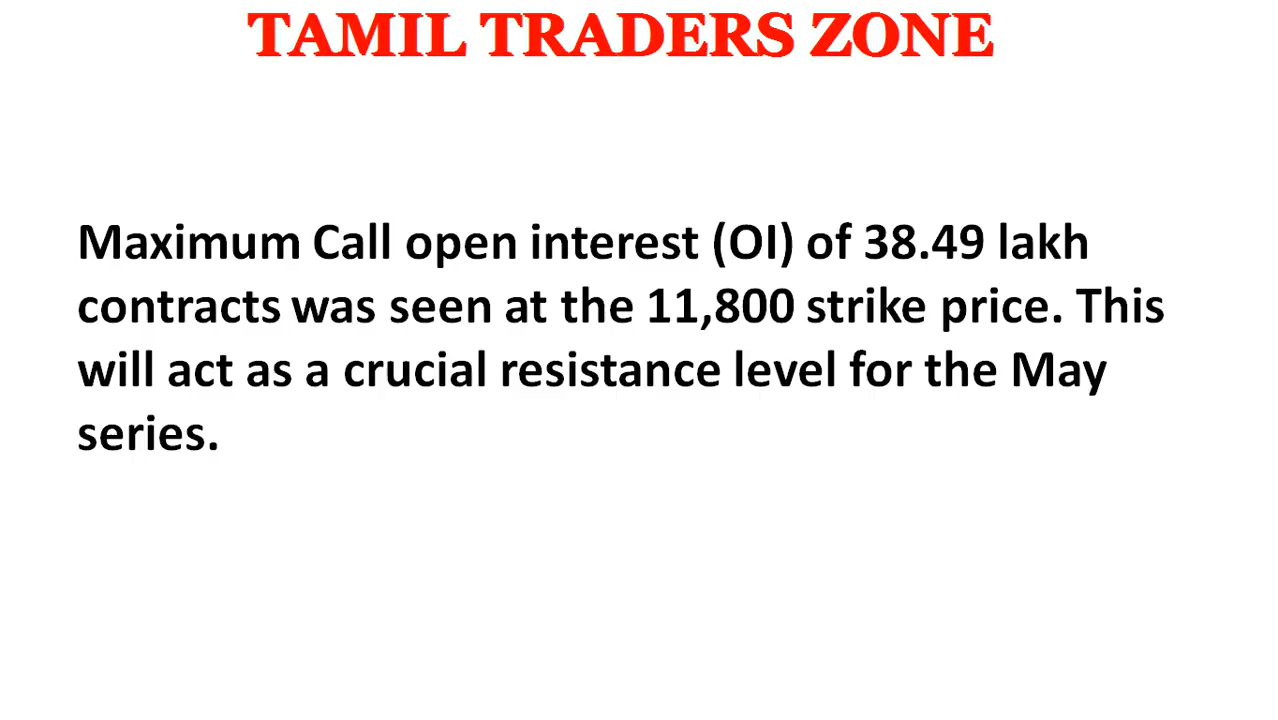 TAMIL TRADERS ZONE
Maximum Call open interest (OI) of 38.49 lakh
contracts was seen at the 11,800 strike price. This
will act as a crucial resistance level for the May
series.